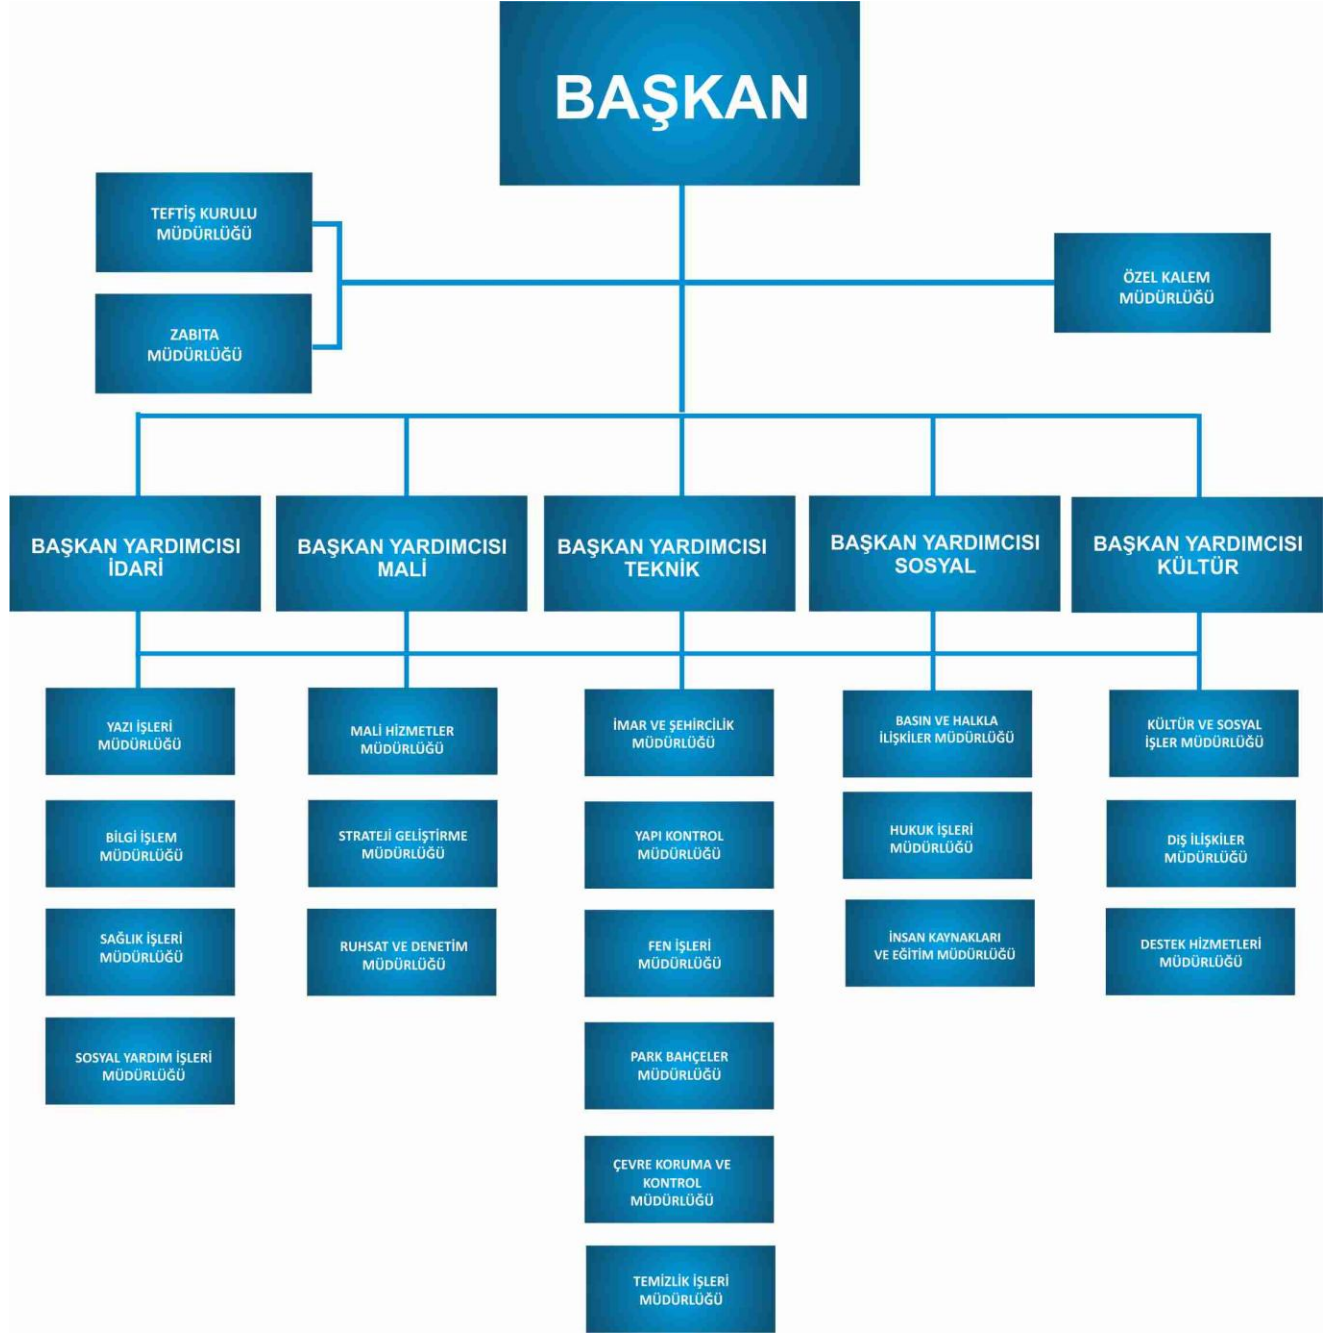 BAŞKAN
TEFTİŞ KURULU
MÜDÜRLÜĞÜ
ZABITA
MÜDÜRLÜĞÜ
ÖZEL KALEM
MÜDÜRLÜĞÜ
BAŞKAN YARDIMCISI
İDARİ
BAŞKAN YARDIMCISI
MALİ
BAŞKAN YARDIMCISI
TEKNİK
BAŞKAN YARDIMCISI
SOSYAL
BAŞKAN YARDIMCISI
KÜLTÜR
YAZI İŞLERİ
MÜDÜRLÜĞÜ
BİLGİ İŞLEM
MÜDÜRLÜĞÜ
SAĞLIK İŞLERİ
MÜDÜRLÜĞÜ
SOSYAL YARDIM İŞLERİ
MÜDÜRLÜĞÜ
MALİ HİZMETLER
MÜDÜRLÜĞÜ
STRATEJİ GELİŞTİRME
MÜDÜRLÜĞÜ
RUHSAT VE DENETİM
MÜDÜRLÜĞÜ
İMAR VE ŞEHİRCİLİK
MÜDÜRLÜĞÜ
YAPI KONTROL
MÜDÜRLÜĞÜ
FEN İŞLERİ
MÜDÜRLÜĞÜ
PARK BAHÇELER
MÜDÜRLÜĞÜ
ÇEVRE KORUMA VE
KONTROL
MÜDÜRLÜĞÜ
TEMİZLİK İŞLERİ
MÜDÜRLÜĞÜ
BASIN VE HALKLA
İLİŞKİLER MÜDÜRLÜĞÜ
HUKUK İŞLERİ
MÜDÜRLÜĞÜ
İNSAN KAYNAKLARI
VE EĞİTİM MÜDÜRLÜĞÜ
KÜLTÜR VE SOSYAL
İŞLER MÜDÜRLÜĞÜ
DiŞ İLİŞKİLER
MÜDÜRLÜĞÜ
DESTEK HİZMETLERİ
MÜDÜRLÜĞÜ